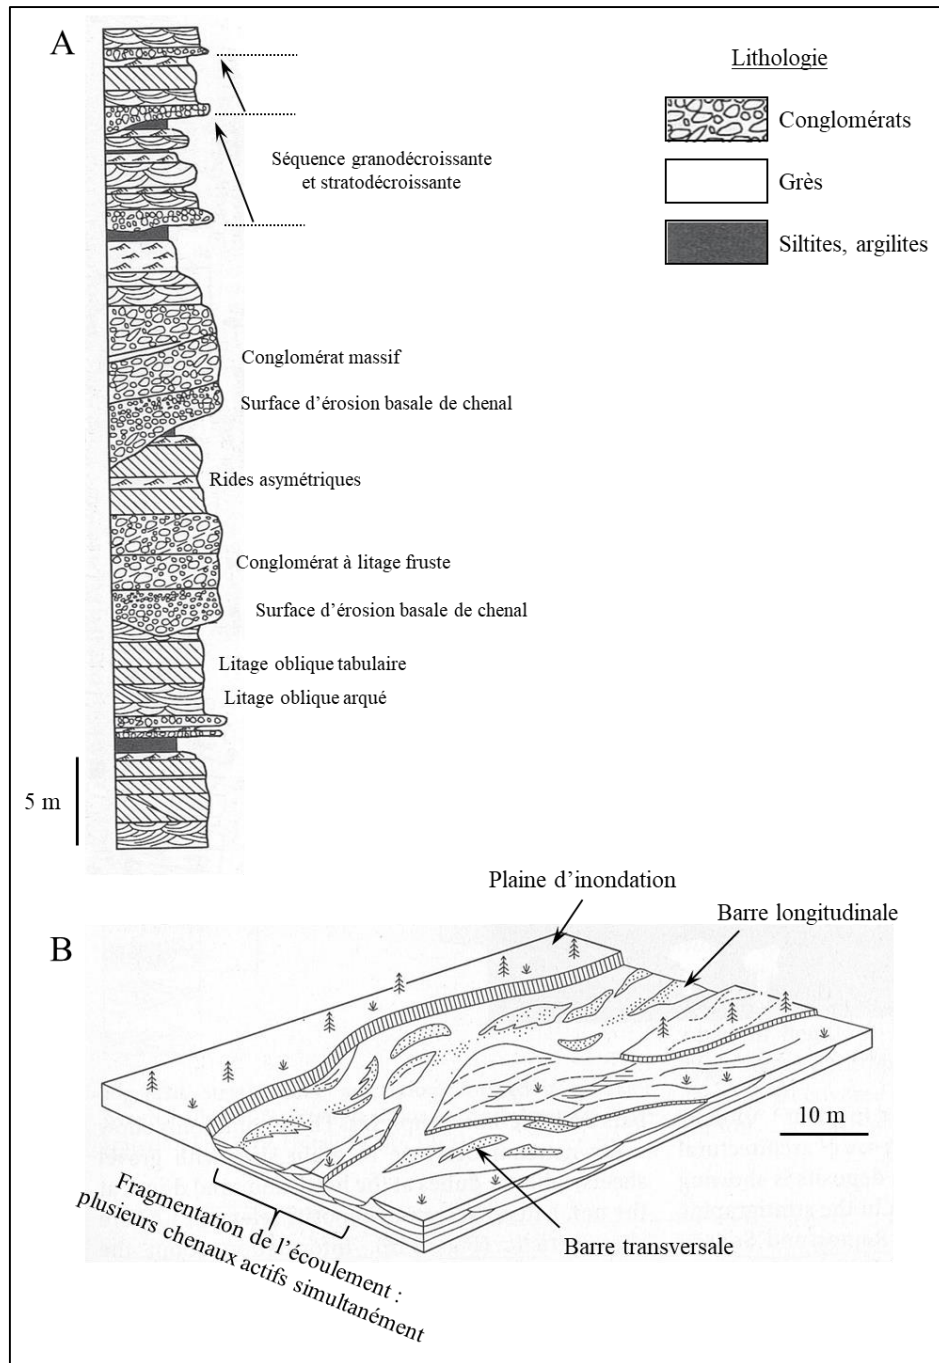 A
Lithologie
Conglomérats
Grès
Siltites, argilites
Séquence granodécroissante
et stratodécroissante
Conglomérat massif
Surface d’érosion basale de chenal
Rides asymétriques
Conglomérat à litage fruste
Surface d’érosion basale de chenal
Litage oblique tabulaire
Litage oblique arqué
5 m
Plaine d’inondation
Barre longitudinale
B
10 m
Barre transversale
Fragmentation de l’écoulement :
plusieurs chenaux actifs simultanément